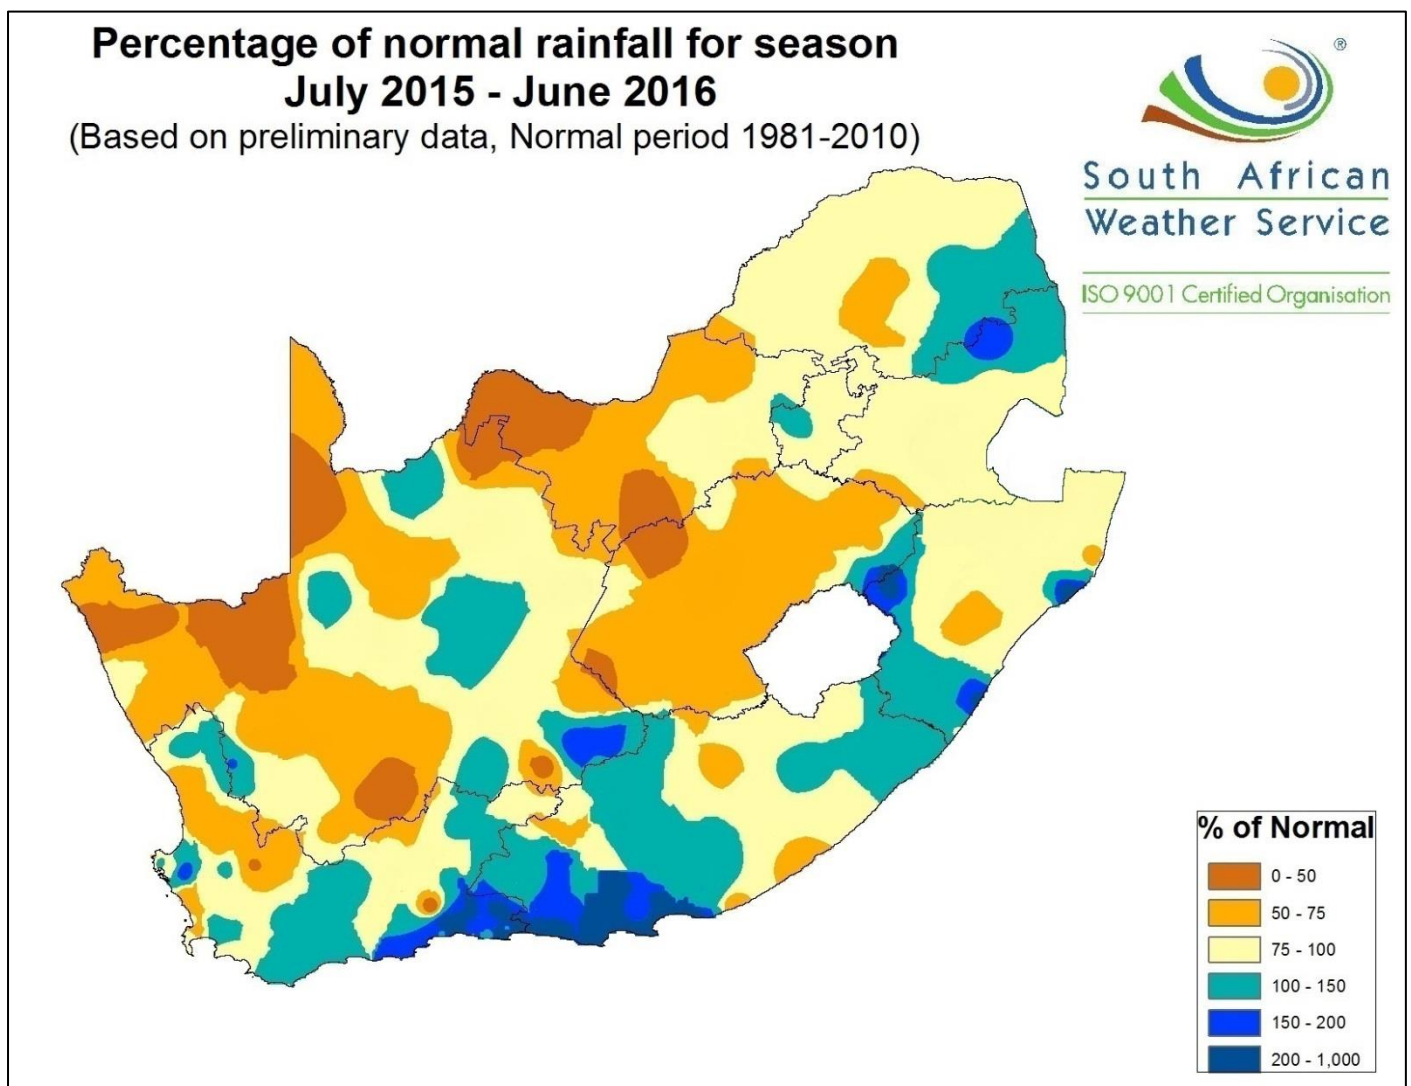 Percentage of normal rainfall for season
July 2015 - June 2016
(Based on preliminary data, Normal period 1981-2010)
®
South African
Weather Service
ISO 9001 Certified Organisation
% of Normal
0 - 50
50 - 75
75 - 100
100 - 150
150 - 200
200 - 1,000